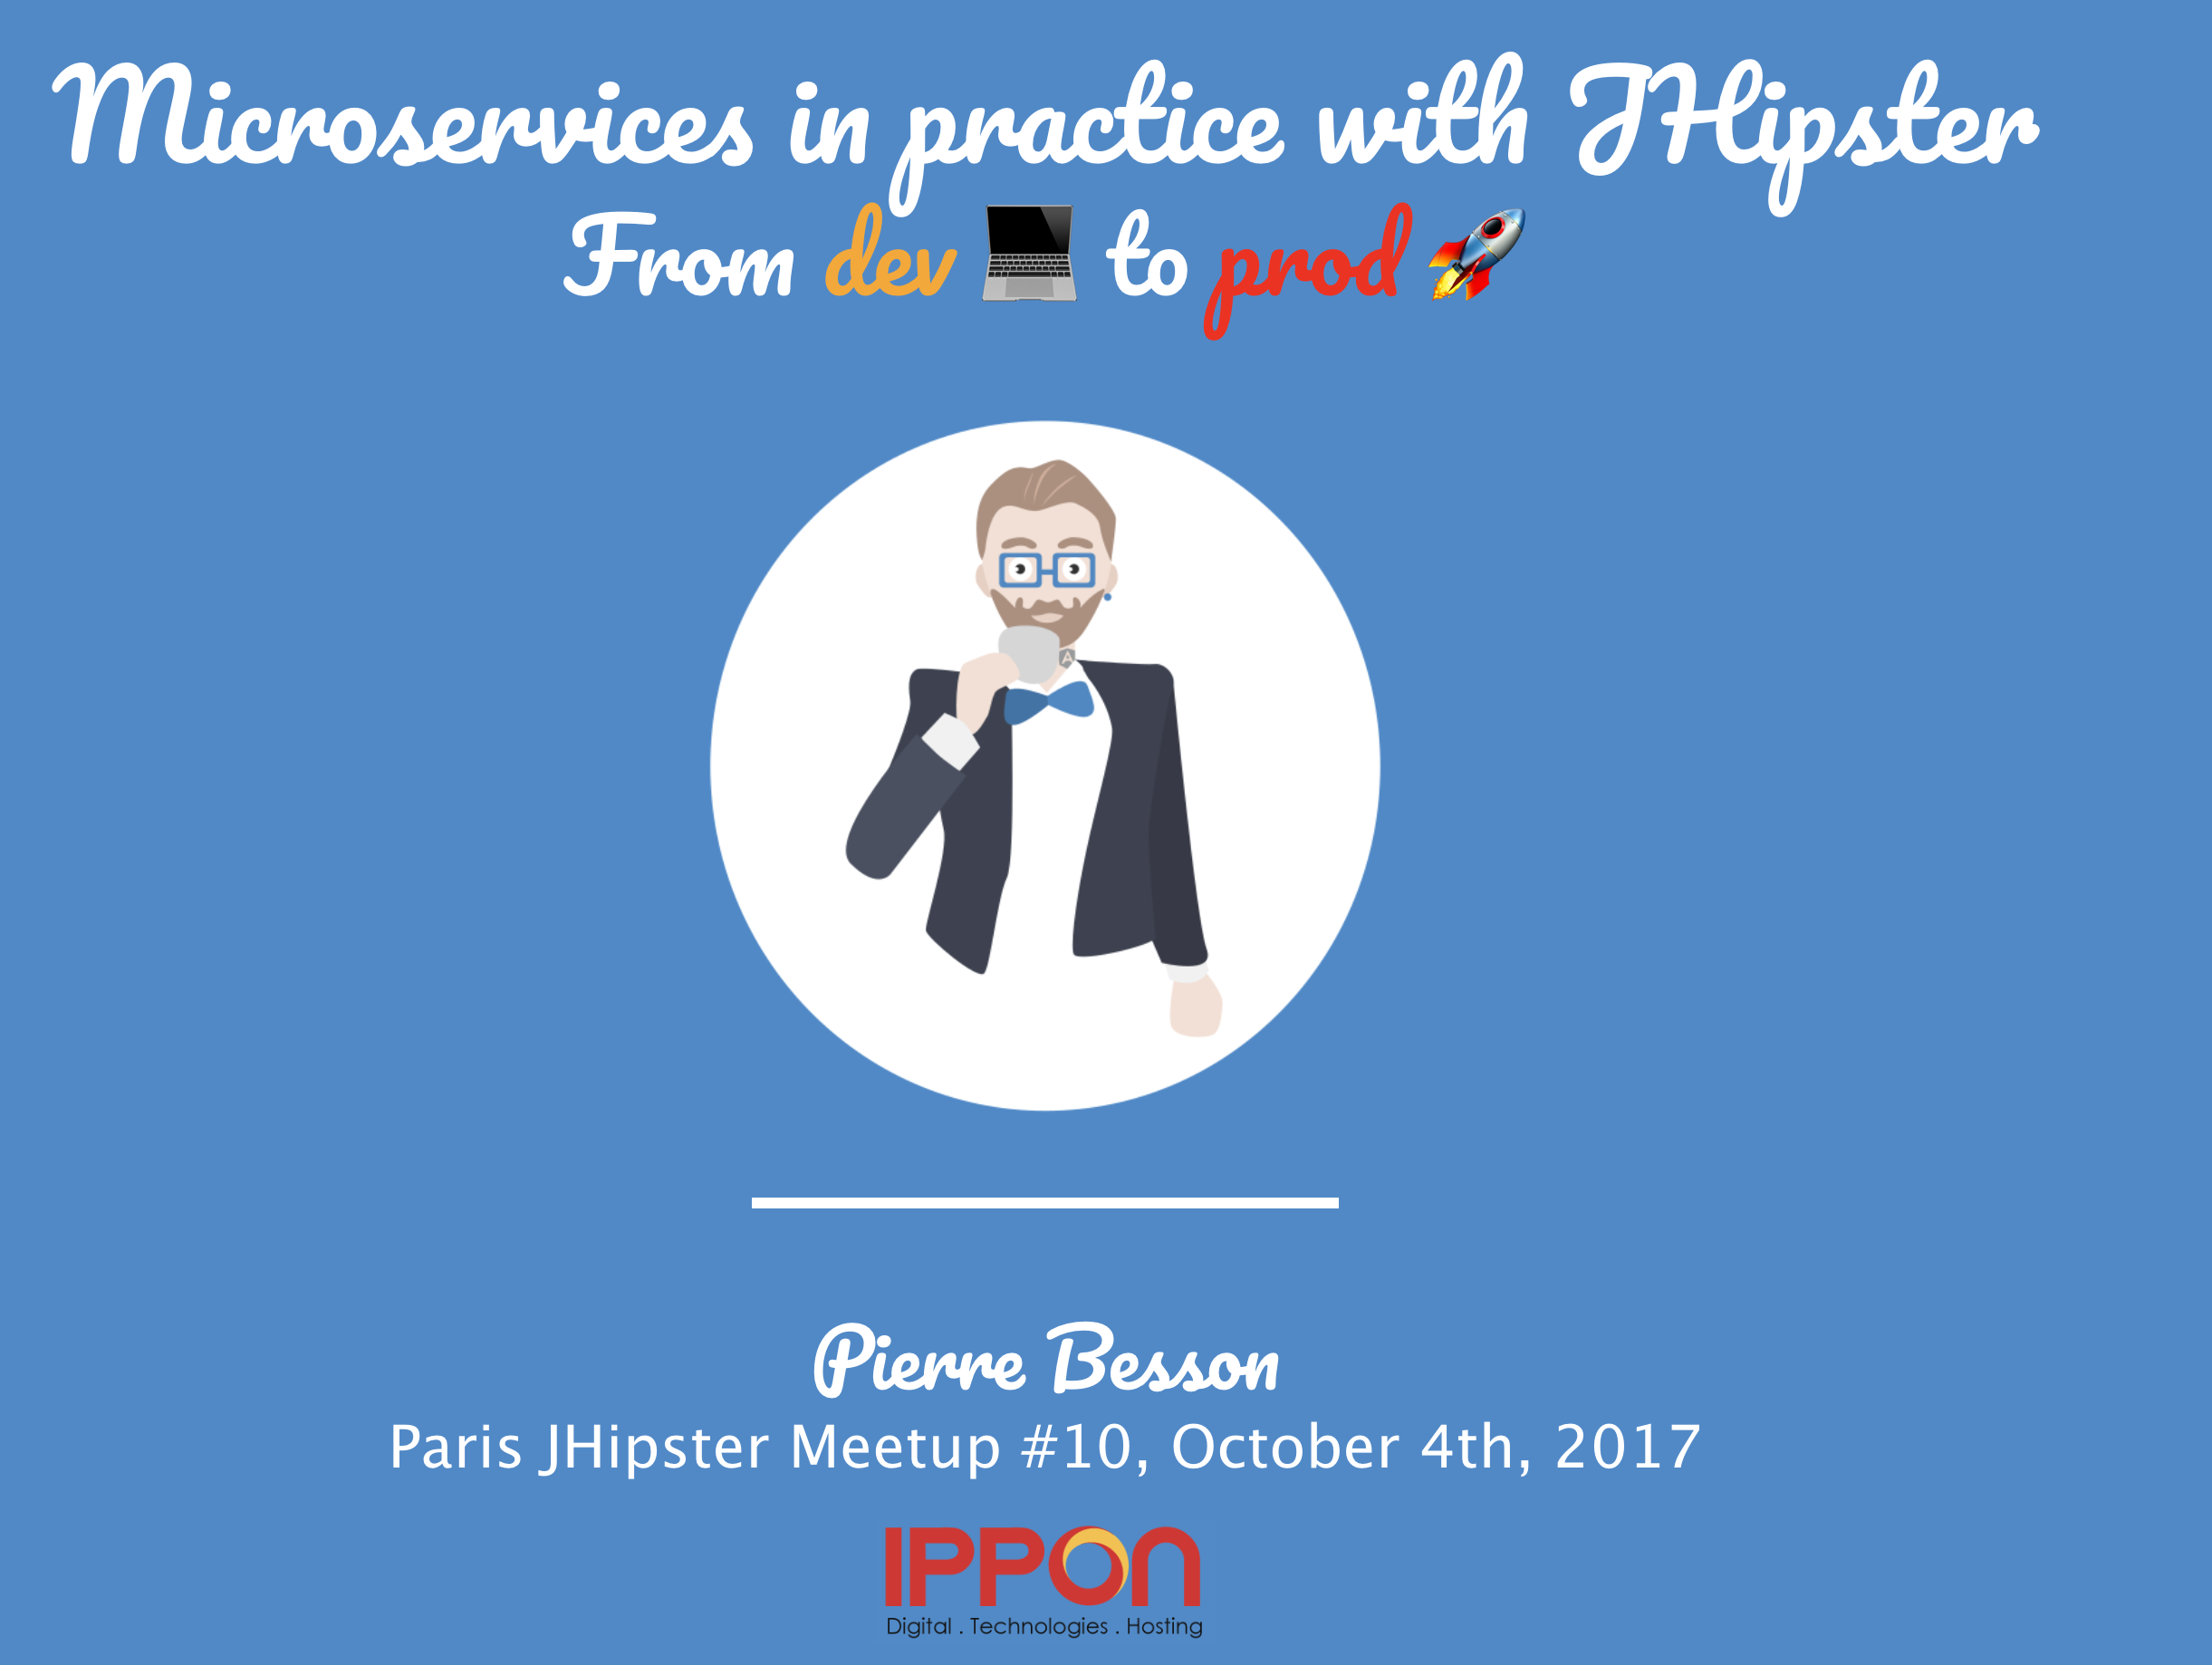 Microservices in practice with JHipster
From dev 💻 to prod 🚀
A
Pierre Besson
Paris JHipster Meetup #10, October 4th, 2017
IPPON
Digital . Technologies . Hosting